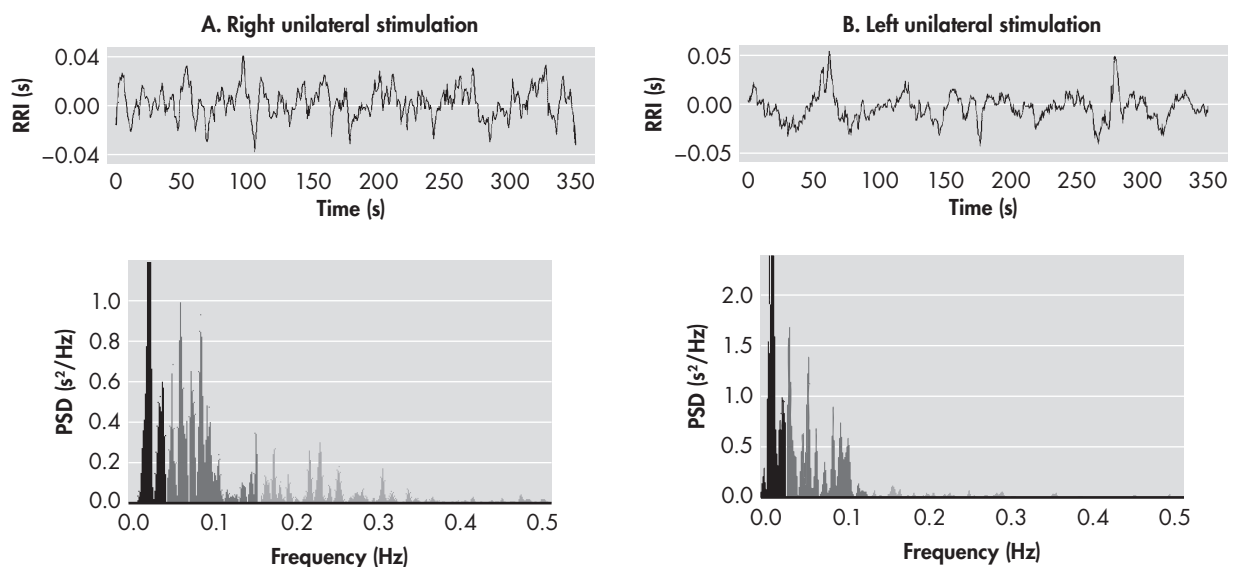 A. Right unilateral stimulation
RRI (s)
0.04
0.00
–0.04
0 50 100 150 200 250 300 350
Time (s)
PSD (s²/Hz)
1.0
0.8
0.6
0.4
0.2
0.0
0.0 0.1 0.2 0.3 0.4 0.5
Frequency (Hz)
B. Left unilateral stimulation
RRI (s)
0.05
0.00
–0.05
0 50 100 150 200 250 300 350
Time (s)
PSD (s²/Hz)
2.0
1.5
1.0
0.5
0.0
0.0 0.1 0.2 0.3 0.4 0.5
Frequency (Hz)